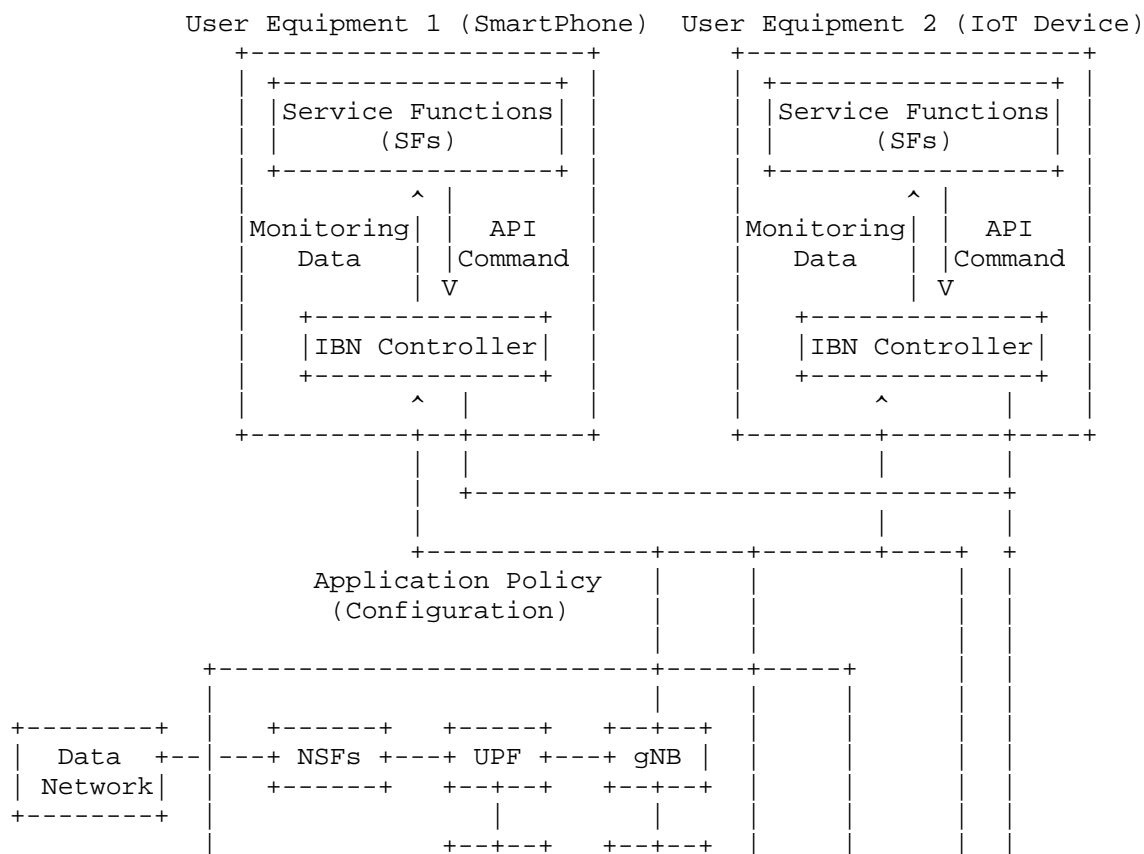 User Equipment 1 (SmartPhone) User Equipment 2 (IoT Device)
Service Functions Service Functions
(SFs) (SFs)
Monitoring API Monitoring API
Data Command Data Command
V V
IBN Controller IBN Controller
Application Policy
(Configuration)
Data NSFs UPF gNB
Network